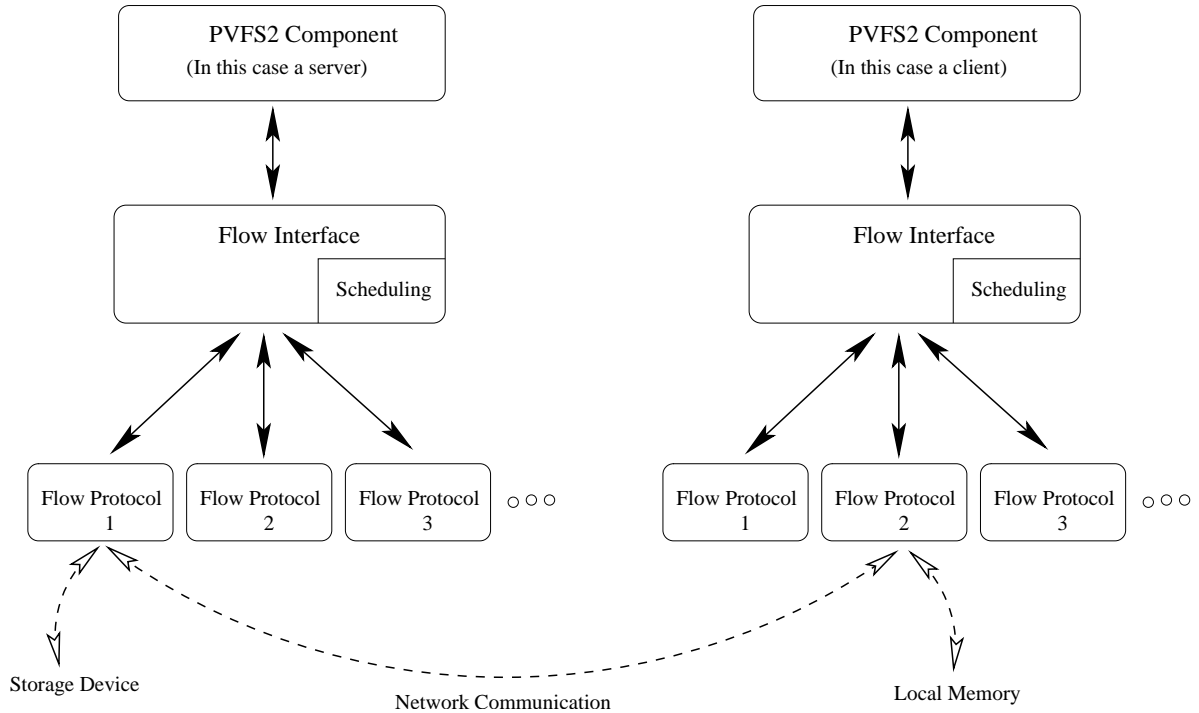 PVFS2 Component
(In this case a server)
PVFS2 Component
(In this case a client)
Flow Interface
Scheduling
Flow Interface
Scheduling
Flow Protocol
1
Flow Protocol
2
Flow Protocol
3
Flow Protocol
1
Flow Protocol
2
Flow Protocol
3
Storage Device
Network Communication
Local Memory